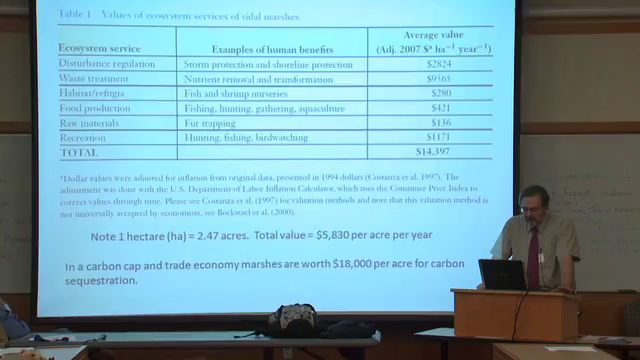 Table 1 Values of ecosystem services of tidal marshes
Average value
Ecosystem service Examples of human benefits (Adj. 2007 $ᵃ ha⁻¹ year⁻¹)
Disturbance regulation Storm protection and shoreline protection $2824
Waste treatment Nutrient removal and transformation $9565
Habitat/refugia Fish and shrimp nurseries $280
Food production Fishing, hunting, gathering, aquaculture $421
Raw materials Fur trapping $136
Recreation Hunting, fishing, birdwatching $1171
TOTAL $14,397
ᵃDollar values were adjusted for inflation from original data, presented in 1994 dollars (Costanza et al. 1997). The
adjustment was done with the U.S. Department of Labor Inflation Calculator, which uses the Consumer Price Index to
correct values through time. Please see Costanza et al. (1997) for valuation methods and note that this valuation method is
not universally accepted by economists, see Bockstael et al. (2000).
Note 1 hectare (ha) = 2.47 acres. Total value = $5,830 per acre per year
In a carbon cap and trade economy marshes are worth $18,000 per acre for carbon
sequestration.